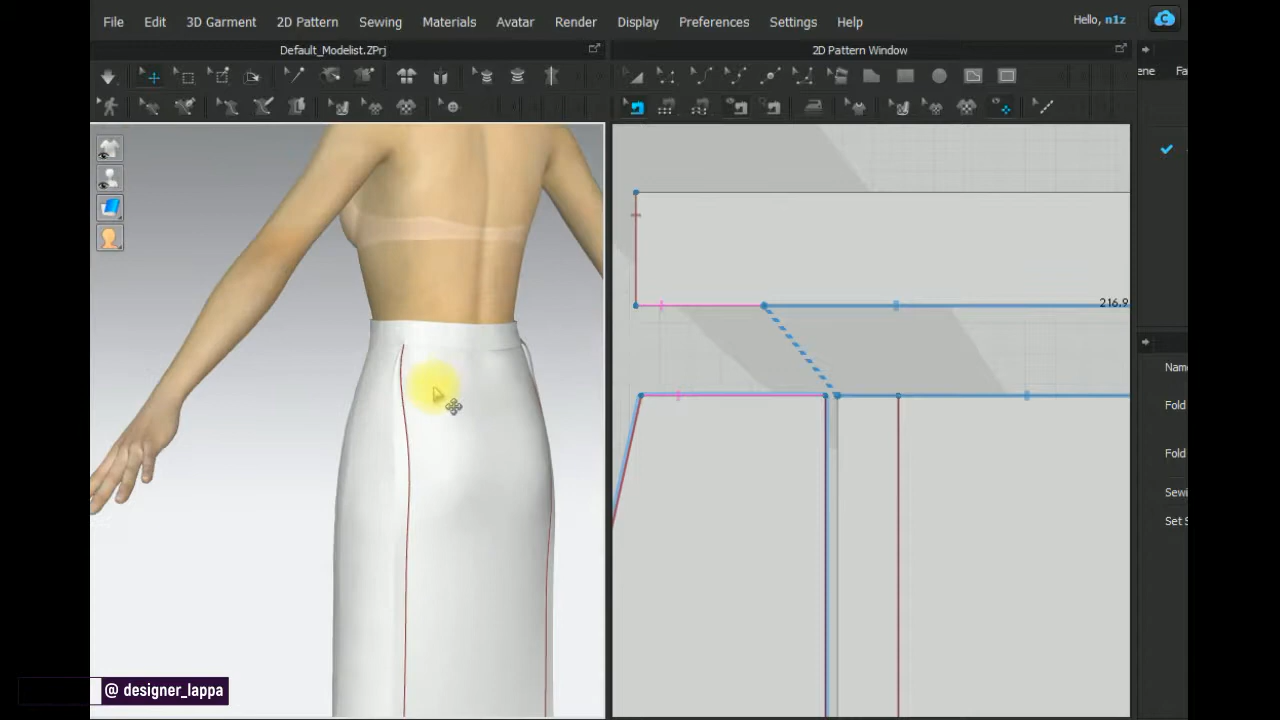 File Edit 3D Garment 2D Pattern Sewing Materials Avatar Render Display Preferences Settings Help Hello, n1z
Default_Modelist.ZPrj
2D Pattern Window
ene Fa
216.9
Nam
Fold
Fold
Sewi
Set S
@ designer_lappa